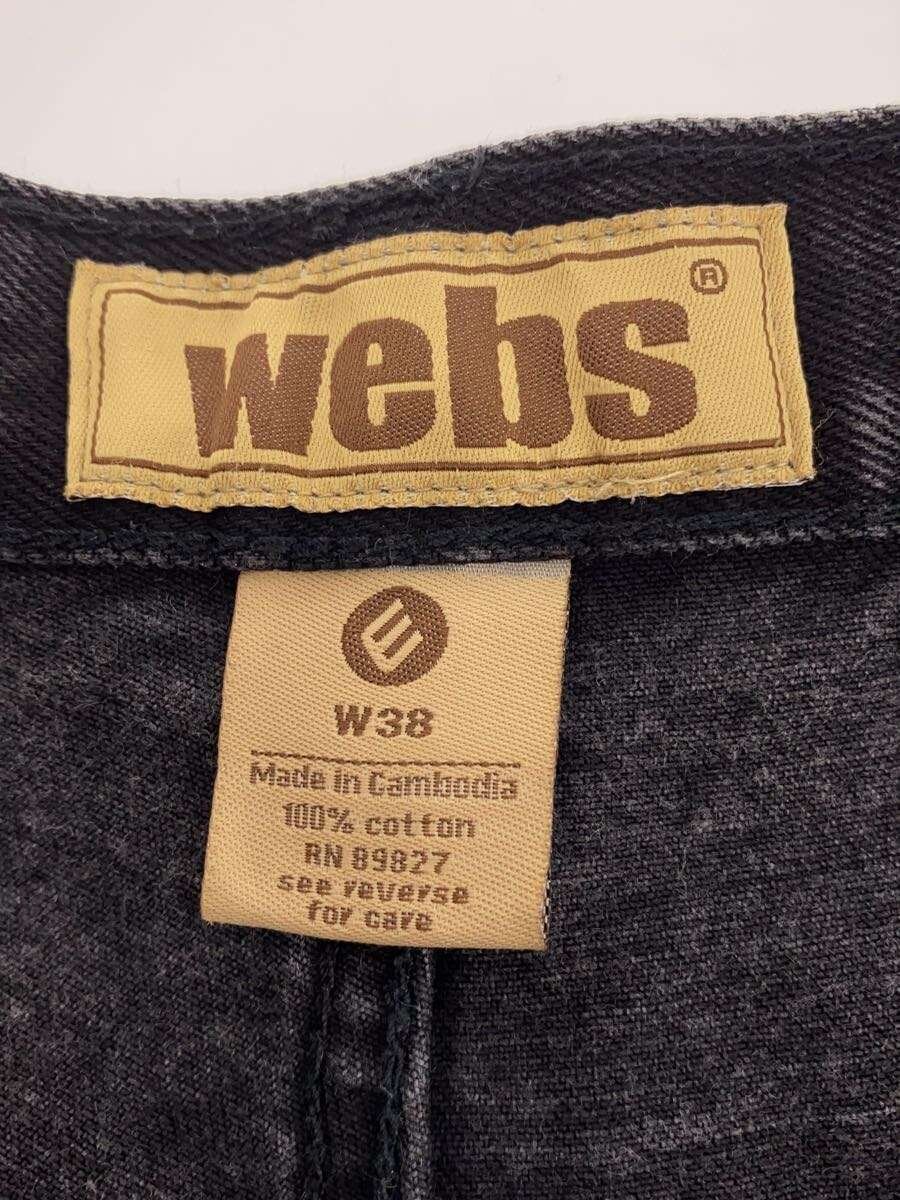 webs®
W38
Made in Cambodia
100% cotton
RN 89827
see reverse
for care